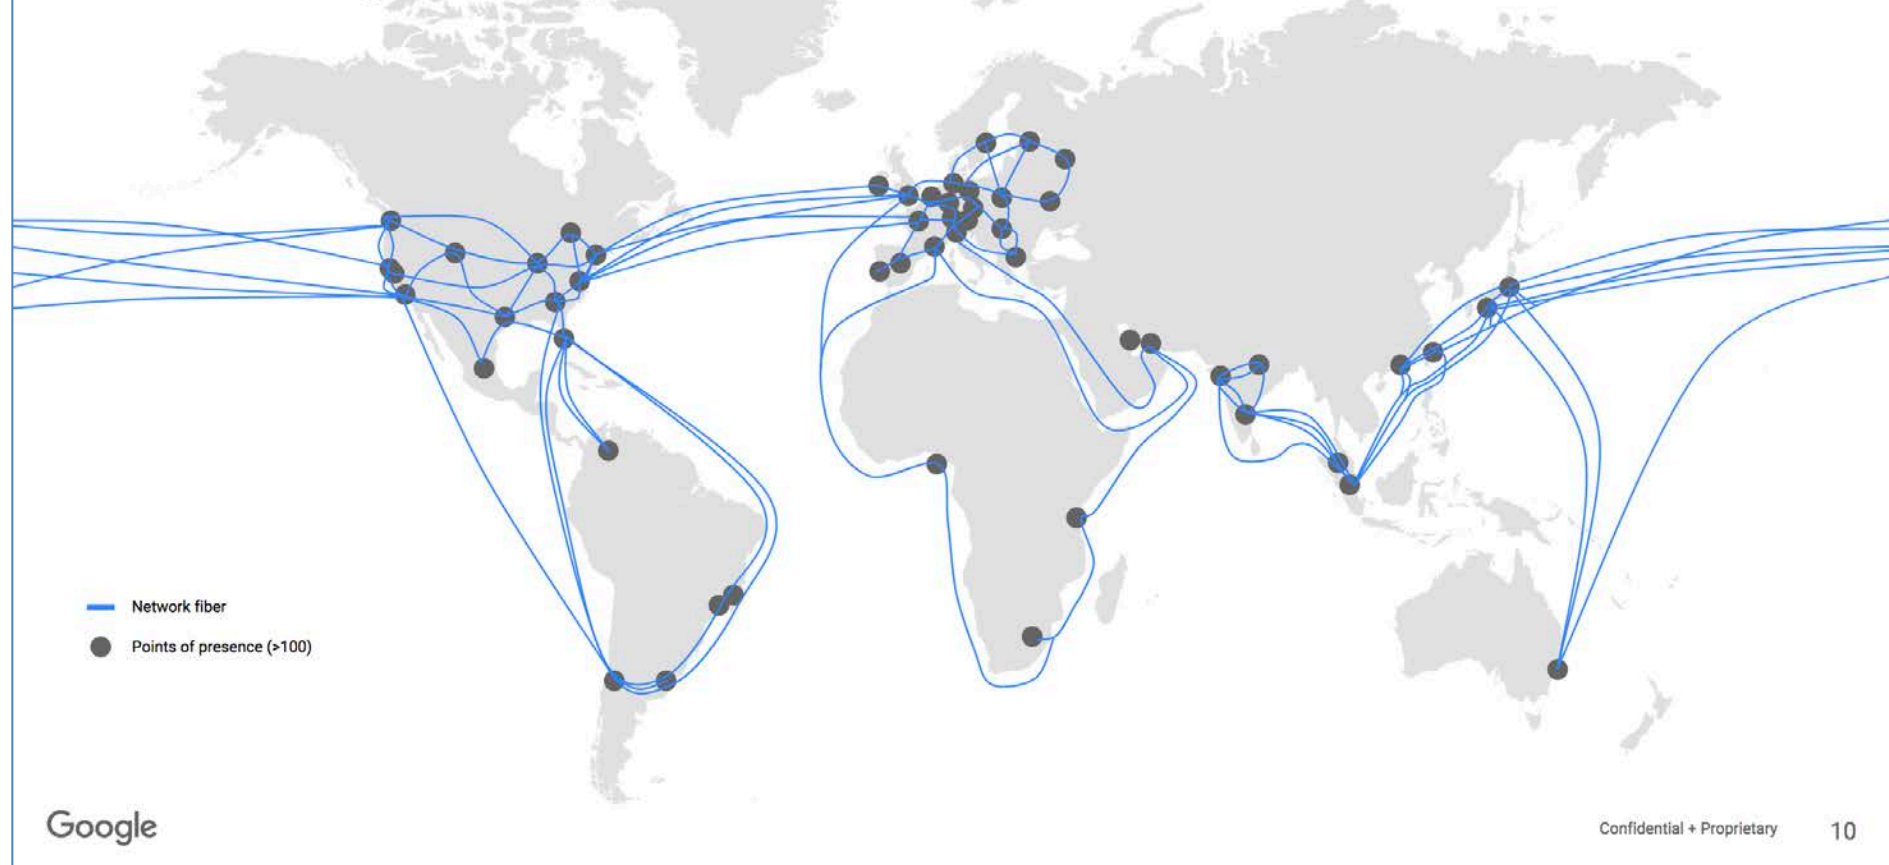 Network fiber
Points of presence (>100)
Google
Confidential + Proprietary
10